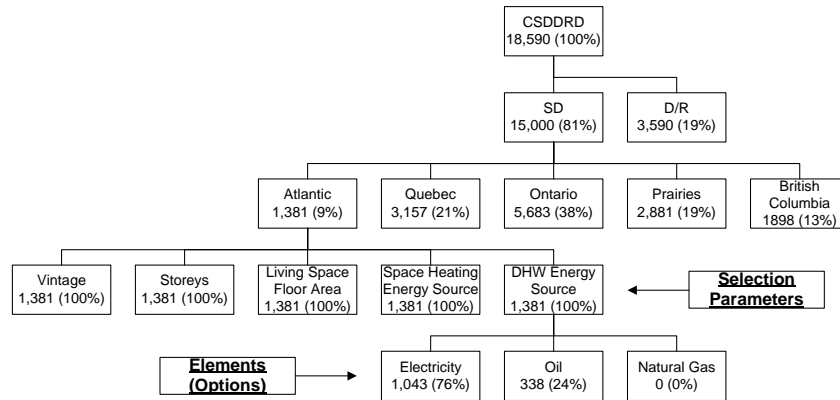 CSDDRD
18,590 (100%)
SD
15,000 (81%)
D/R
3,590 (19%)
Atlantic
1,381 (9%)
Quebec
3,157 (21%)
Ontario
5,683 (38%)
Prairies
2,881 (19%)
British
Columbia
1898 (13%)
Vintage
1,381 (100%)
Storeys
1,381 (100%)
Living Space
Floor Area
1,381 (100%)
Space Heating
Energy Source
1,381 (100%)
DHW Energy
Source
1,381 (100%)
Selection
Parameters
Elements
(Options)
Electricity
1,043 (76%)
Oil
338 (24%)
Natural Gas
0 (0%)